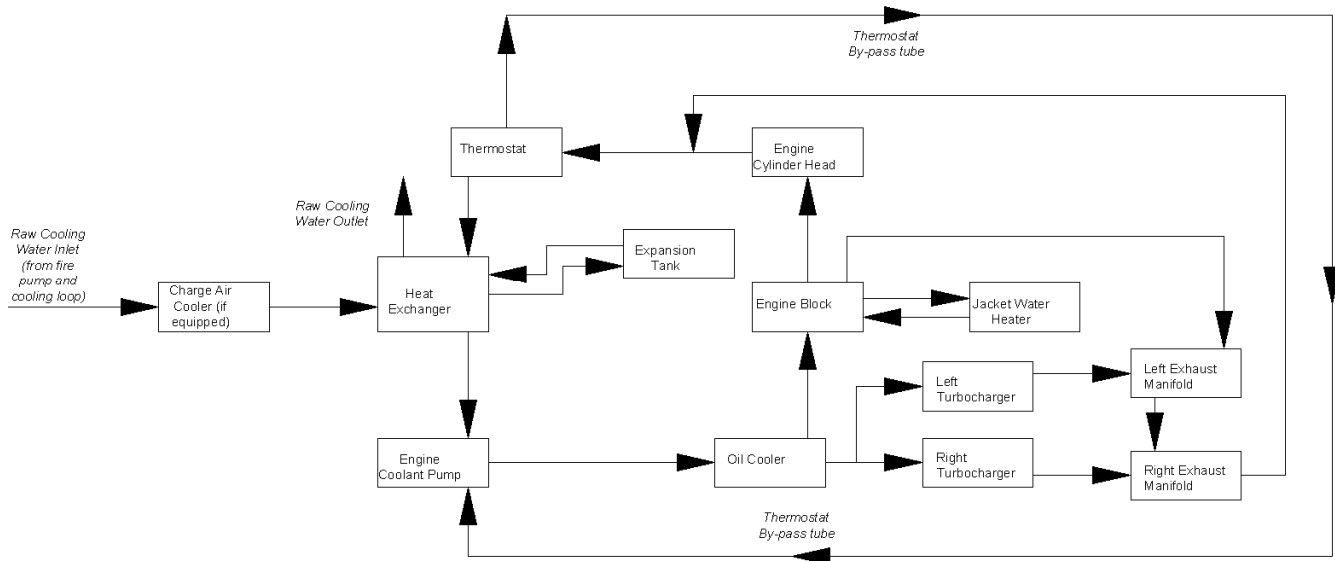 Thermostat
By-pass tube
Thermostat
Engine
Cylinder Head
Raw Cooling
Water Outlet
Raw Cooling
Water Inlet
(from fire
pump and
cooling loop)
Expansion
Tank
Charge Air
Cooler (if
equipped)
Heat
Exchanger
Engine Block
Jacket Water
Heater
Left
Turbocharger
Left Exhaust
Manifold
Engine
Coolant Pump
Oil Cooler
Right
Turbocharger
Right Exhaust
Manifold
Thermostat
By-pass tube